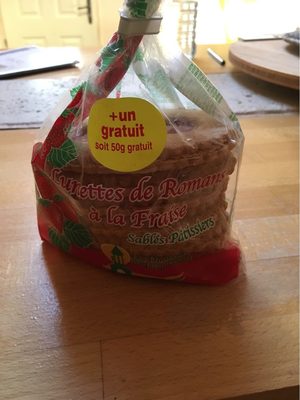 +un
gratuit
soit 50g gratuit
Lunettes de Romans
à la Fraise
Sablés Pâtissiers